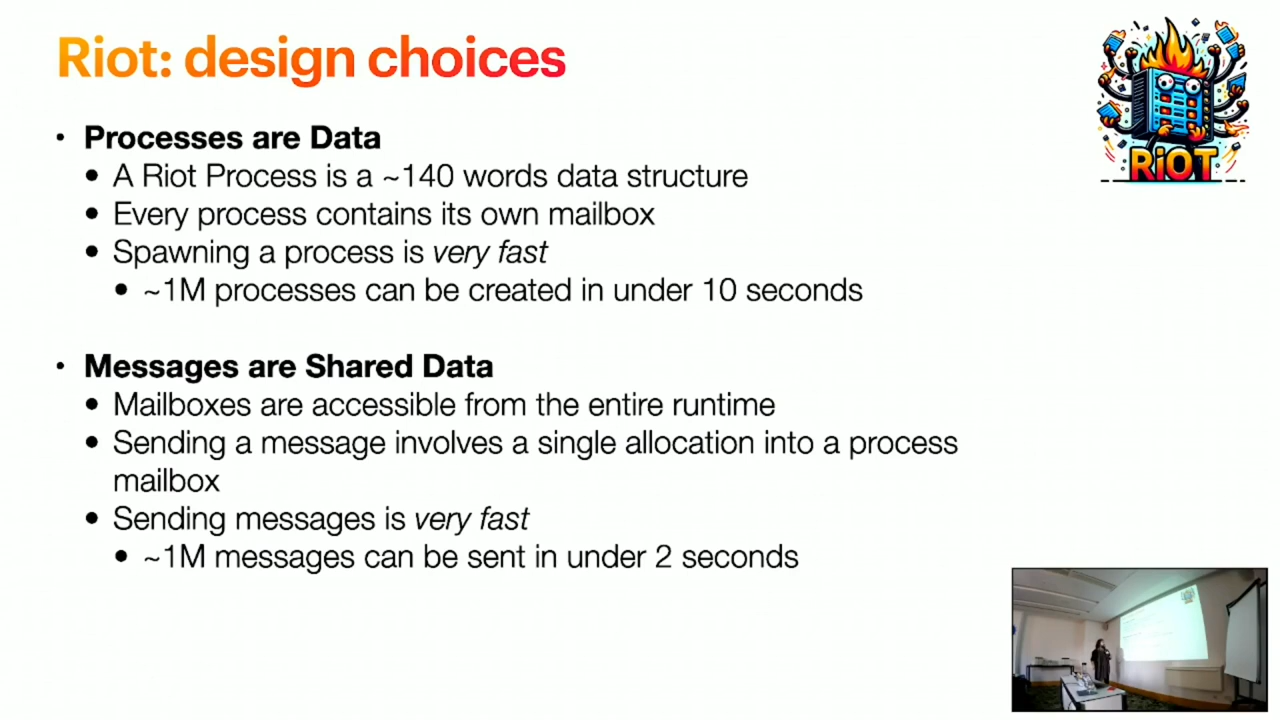 Riot: design choices
RiOT
• Processes are Data
• A Riot Process is a ~140 words data structure
• Every process contains its own mailbox
• Spawning a process is very fast
• ~1M processes can be created in under 10 seconds
• Messages are Shared Data
• Mailboxes are accessible from the entire runtime
• Sending a message involves a single allocation into a process
mailbox
• Sending messages is very fast
• ~1M messages can be sent in under 2 seconds